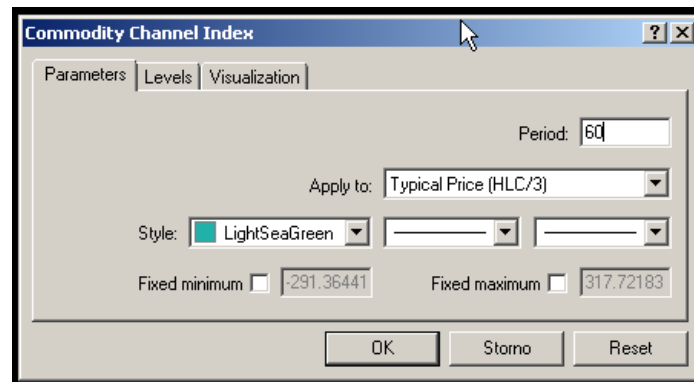 Commodity Channel Index
Parameters Levels Visualization
Period: 60
Apply to: Typical Price (HLC/3)
Style: LightSeaGreen
Fixed minimum -291.36441 Fixed maximum 317.72183
OK Storno Reset